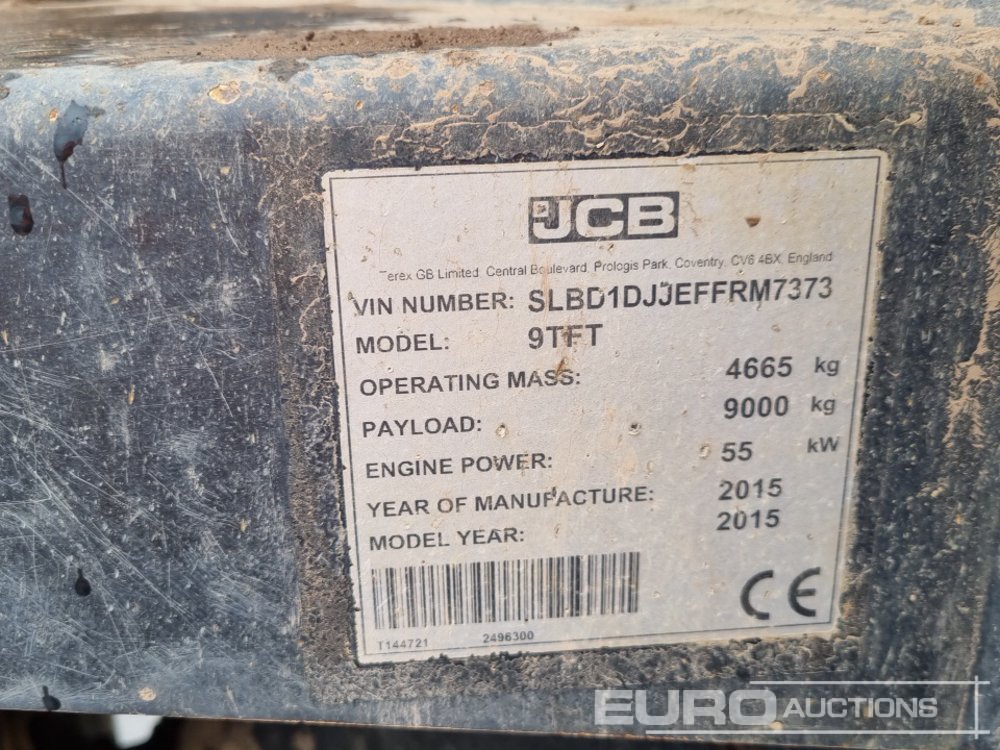 JCB
Terex GB Limited, Central Boulevard, Prologis Park, Coventry, CV6 4BX, England
VIN NUMBER: SLBD1DJJEFFRM7373
MODEL: 9TFT
OPERATING MASS: 4665 kg
PAYLOAD: 9000 kg
ENGINE POWER: 55 kW
YEAR OF MANUFACTURE: 2015
MODEL YEAR: 2015
CE
T144721 2496300
EURO AUCTIONS